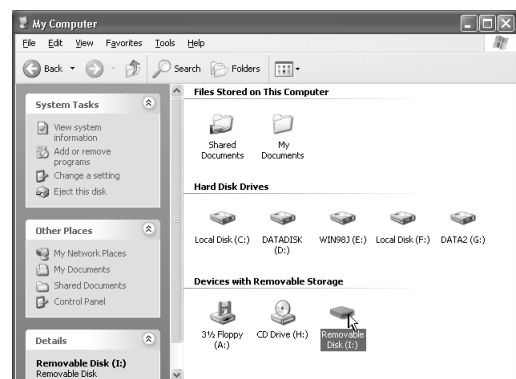 My Computer
File Edit View Favorites Tools Help
Back Search Folders
System Tasks
View system
information
Add or remove
programs
Change a setting
Eject this disk
Other Places
My Network Places
My Documents
Shared Documents
Control Panel
Details
Removable Disk (I:)
Removable Disk
Files Stored on This Computer
Shared
Documents
My
Documents
Hard Disk Drives
Local Disk (C:)
DATADISK
(D:)
WIN98J (E:)
Local Disk (F:)
DATA2 (G:)
Devices with Removable Storage
3½ Floppy
(A:)
CD Drive (H:)
Removable
Disk (I:)